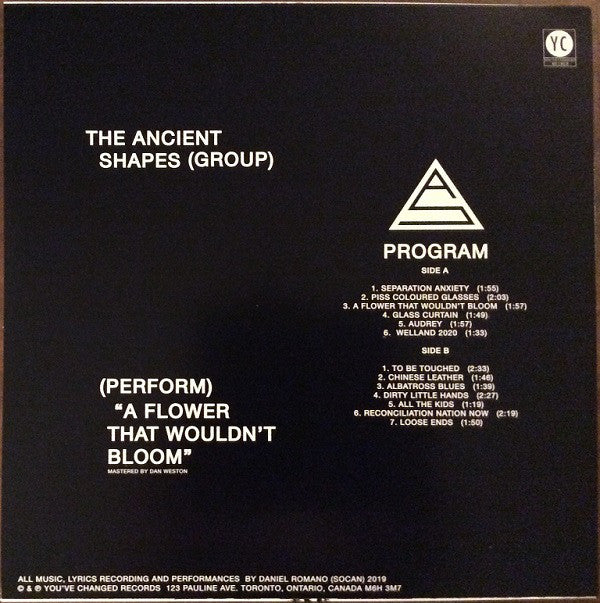 YC
THE ANCIENT
SHAPES (GROUP)
AS
PROGRAM
SIDE A
1. SEPARATION ANXIETY (1:55)
2. PISS COLOURED GLASSES (2:03)
3. A FLOWER THAT WOULDN'T BLOOM (1:57)
4. GLASS CURTAIN (1:49)
5. AUDREY (1:57)
6. WELLAND 2020 (1:33)
SIDE B
1. TO BE TOUCHED (2:33)
2. CHINESE LEATHER (1:46)
3. ALBATROSS BLUES (1:39)
4. DIRTY LITTLE HANDS (2:27)
5. ALL THE KIDS (1:19)
6. RECONCILIATION NATION NOW (2:19)
7. LOOSE ENDS (1:50)
(PERFORM)
“A FLOWER
THAT WOULDN'T
BLOOM”
MASTERED BY DAN WESTON
ALL MUSIC, LYRICS RECORDING AND PERFORMANCES BY DANIEL ROMANO (SOCAN) 2019
© & ℗ YOU'VE CHANGED RECORDS 123 PAULINE AVE. TORONTO, ONTARIO, CANADA M6H 3M7